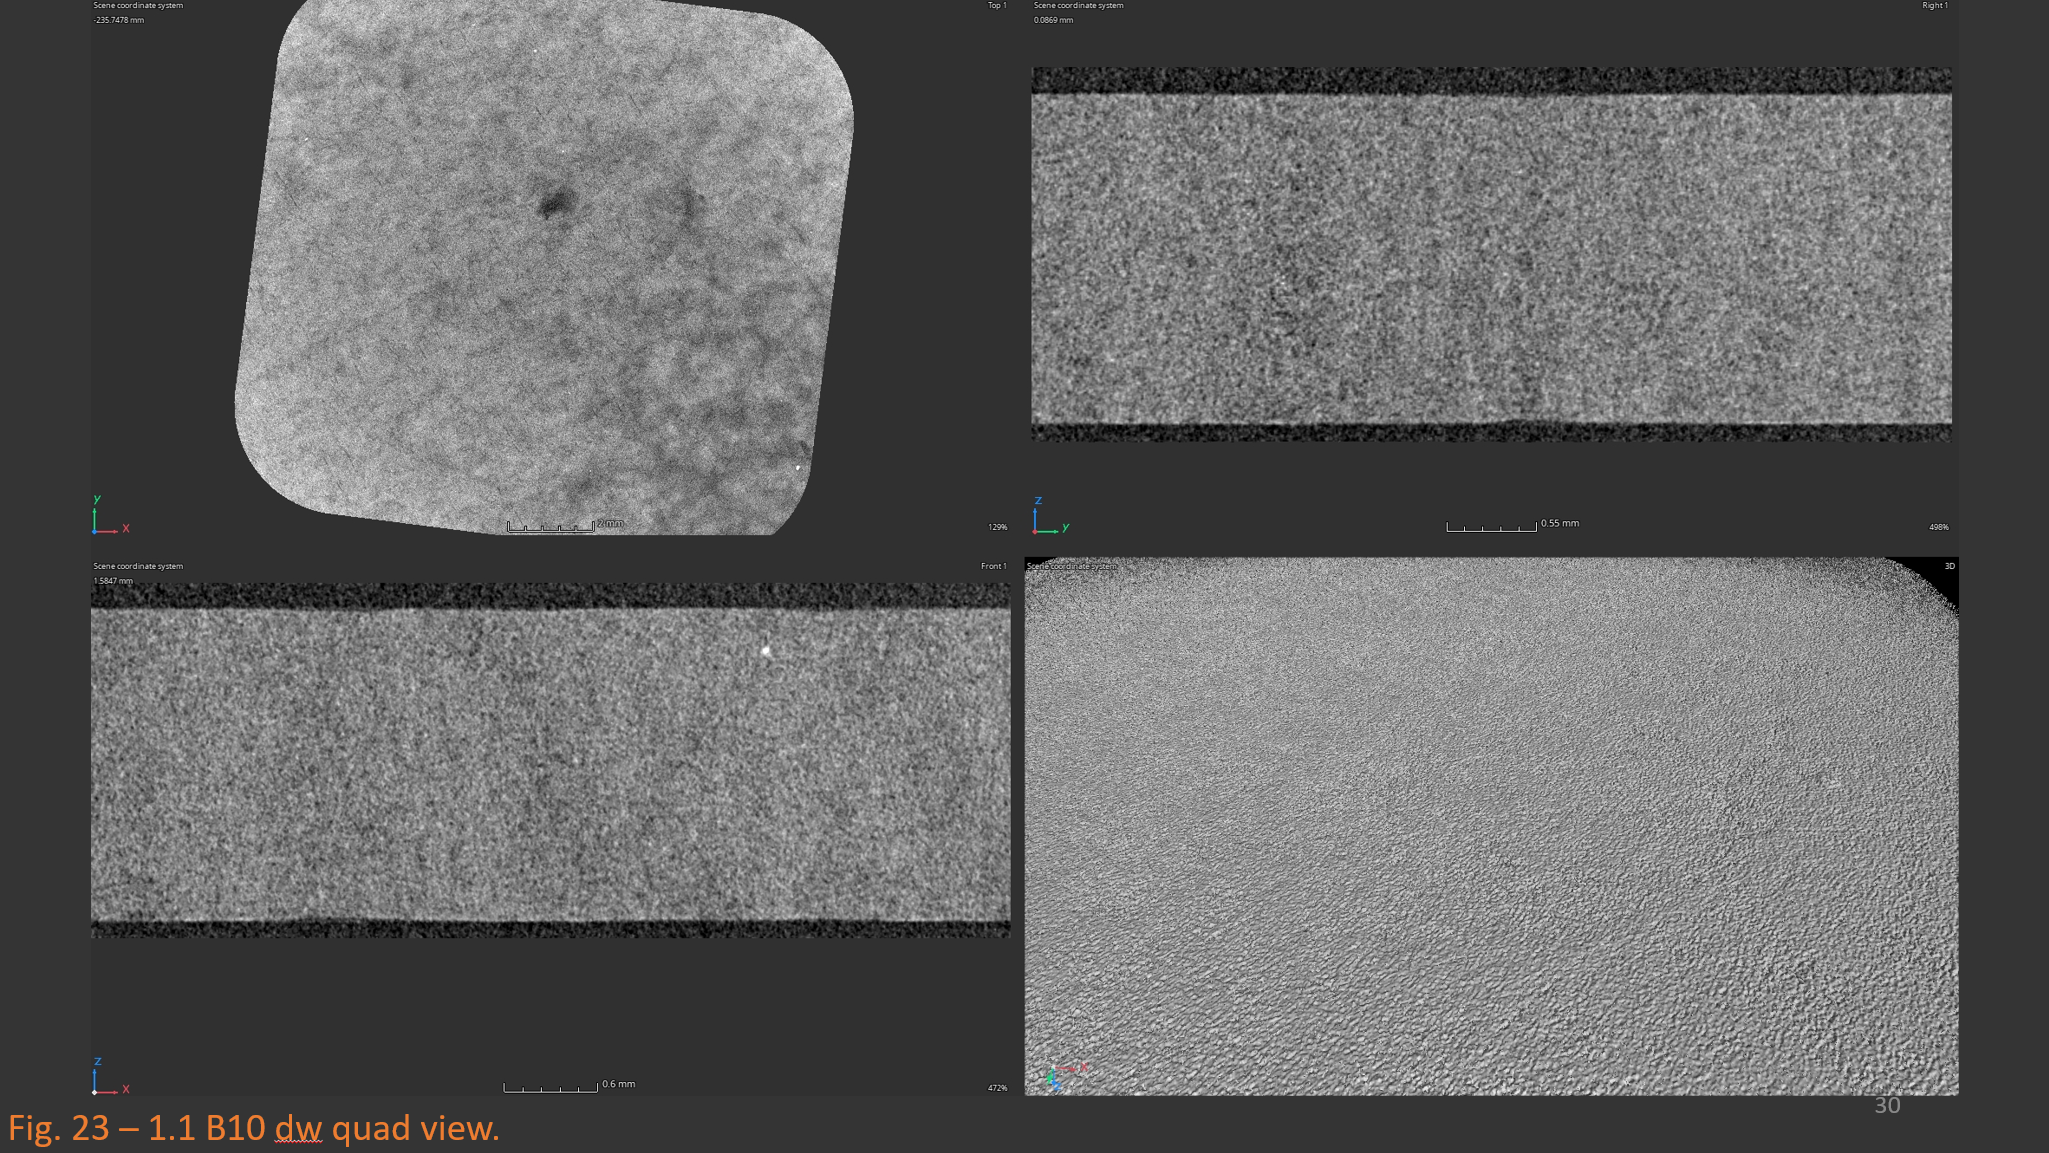 Scene coordinate system
-235.7478 mm
Top 1
y
x
2 mm
129%
Scene coordinate system
0.0869 mm
Right 1
z
y
0.55 mm
498%
Scene coordinate system
1.5847 mm
Front 1
z
x
0.6 mm
472%
Scene coordinate system
3D
x
30
Fig. 23 – 1.1 B10 dw quad view.